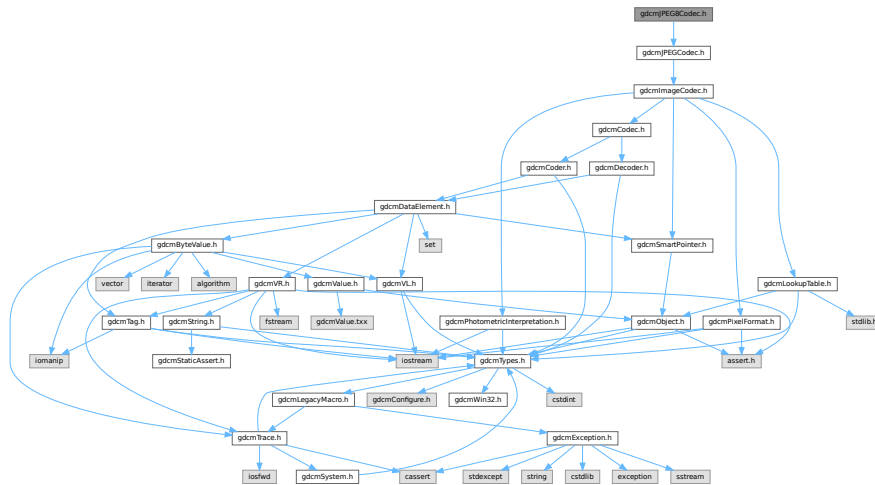 gdcmJPEG8Codec.h
gdcmJPEGCodec.h
gdcmImageCodec.h
gdcmCodec.h
gdcmCoder.h
gdcmDecoder.h
gdcmDataElement.h
gdcmByteValue.h
set
gdcmSmartPointer.h
vector
iterator
algorithm
gdcmVR.h
gdcmValue.h
gdcmVL.h
gdcmLookupTable.h
gdcmTag.h
gdcmString.h
fstream
gdcmValue.txx
gdcmPhotometricInterpretation.h
gdcmObject.h
gdcmPixelFormat.h
stdlib.h
iomanip
gdcmStaticAssert.h
iostream
gdcmTypes.h
assert.h
gdcmLegacyMacro.h
gdcmConfigure.h
gdcmWin32.h
cstdint
gdcmTrace.h
gdcmException.h
iosfwd
gdcmSystem.h
cassert
stdexcept
string
cstdlib
exception
sstream